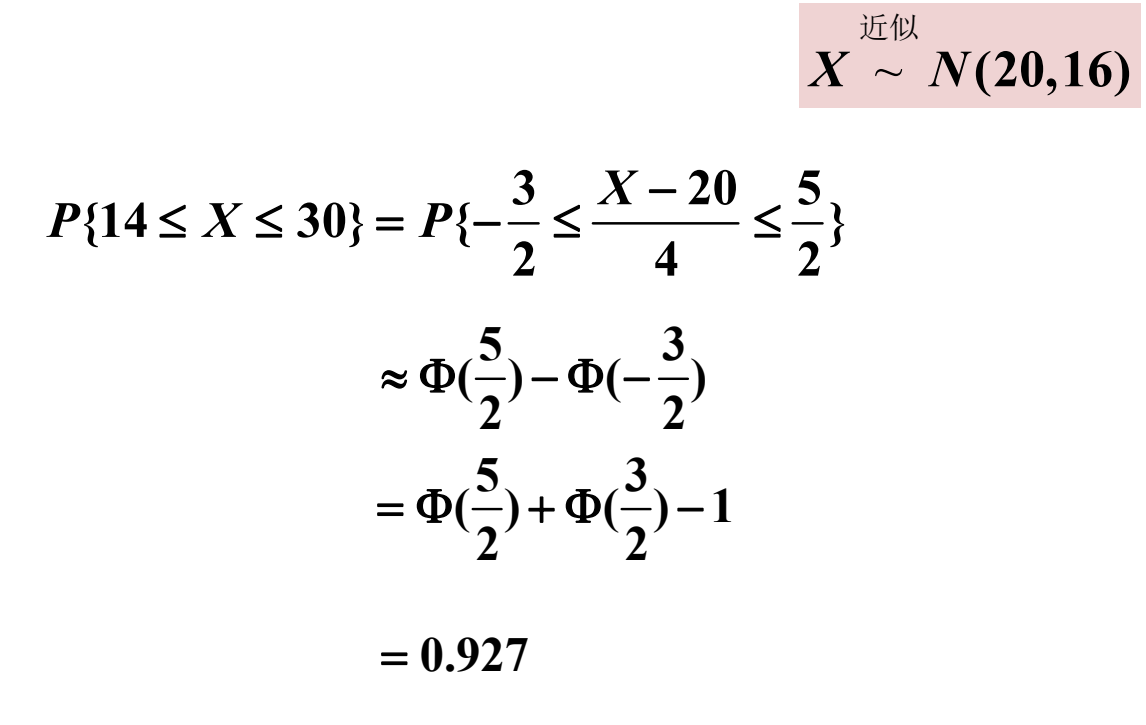 近似
X ~ N(20,16)
P{14 ≤ X ≤ 30} = P{-3/2 ≤ (X - 20)/4 ≤ 5/2}
≈ Φ(5/2) - Φ(-3/2)
= Φ(5/2) + Φ(3/2) - 1
= 0.927